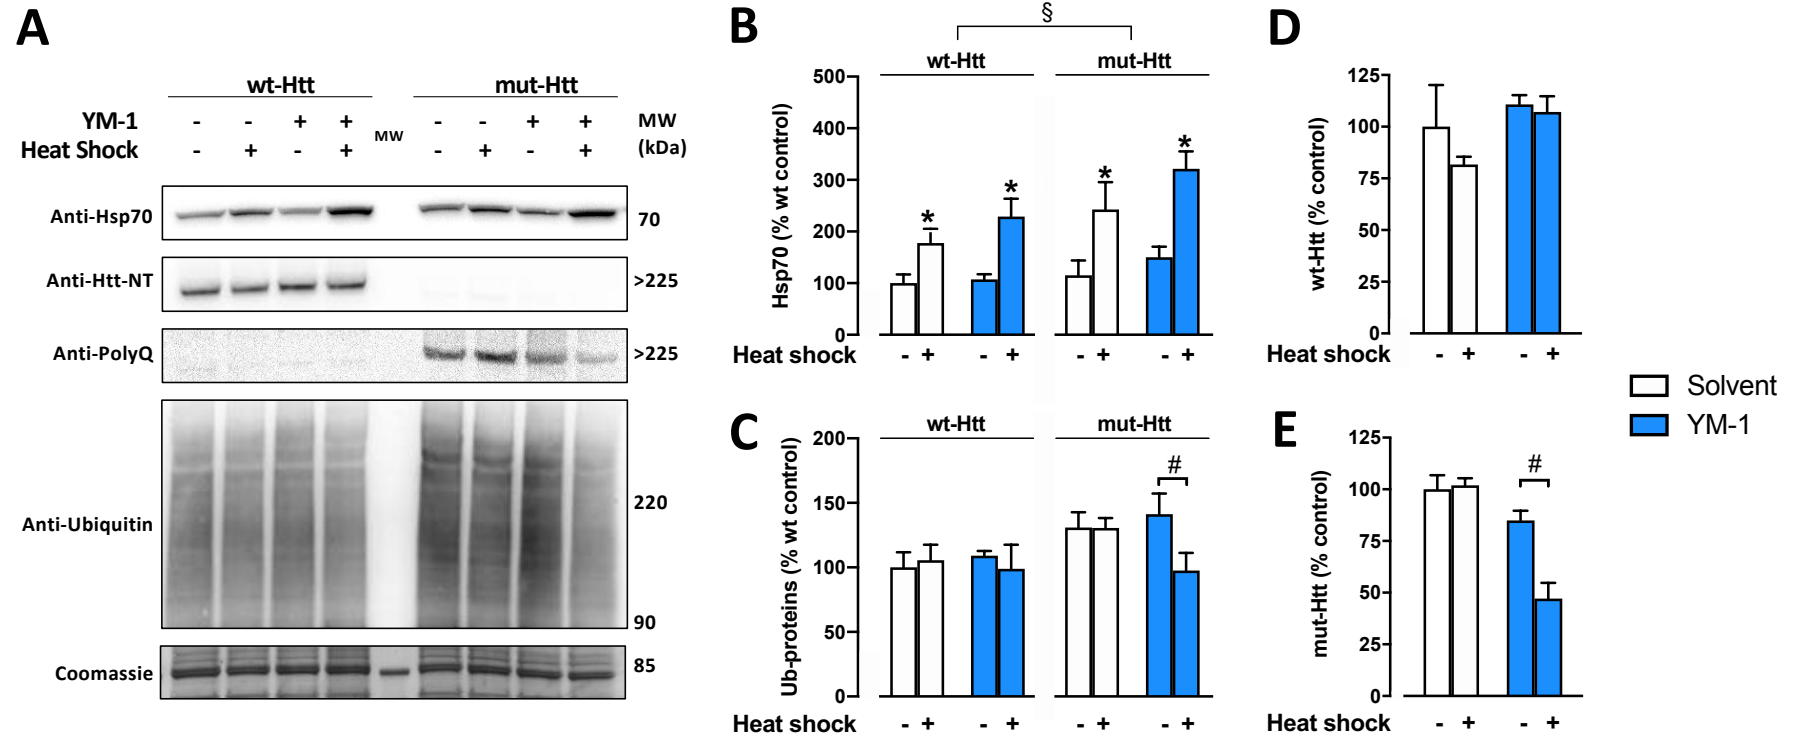 A
wt-Htt mut-Htt
YM-1 - - + + - - + + MW
MW
Heat Shock - + - + - + - + (kDa)
Anti-Hsp70 70
Anti-Htt-NT >225
Anti-PolyQ >225
Anti-Ubiquitin 220
90
Coomassie 85
B
§
wt-Htt mut-Htt
Hsp70 (% wt control)
500
400
300
200
100
0
* * * *
Heat shock - + - + - + - +
C
wt-Htt mut-Htt
Ub-proteins (% wt control)
200
150
100
50
0
#
Heat shock - + - + - + - +
D
wt-Htt (% control)
125
100
75
50
25
0
Heat shock - + - +
Solvent
YM-1
E
mut-Htt (% control)
125
100
75
50
25
0
#
Heat shock - + - +